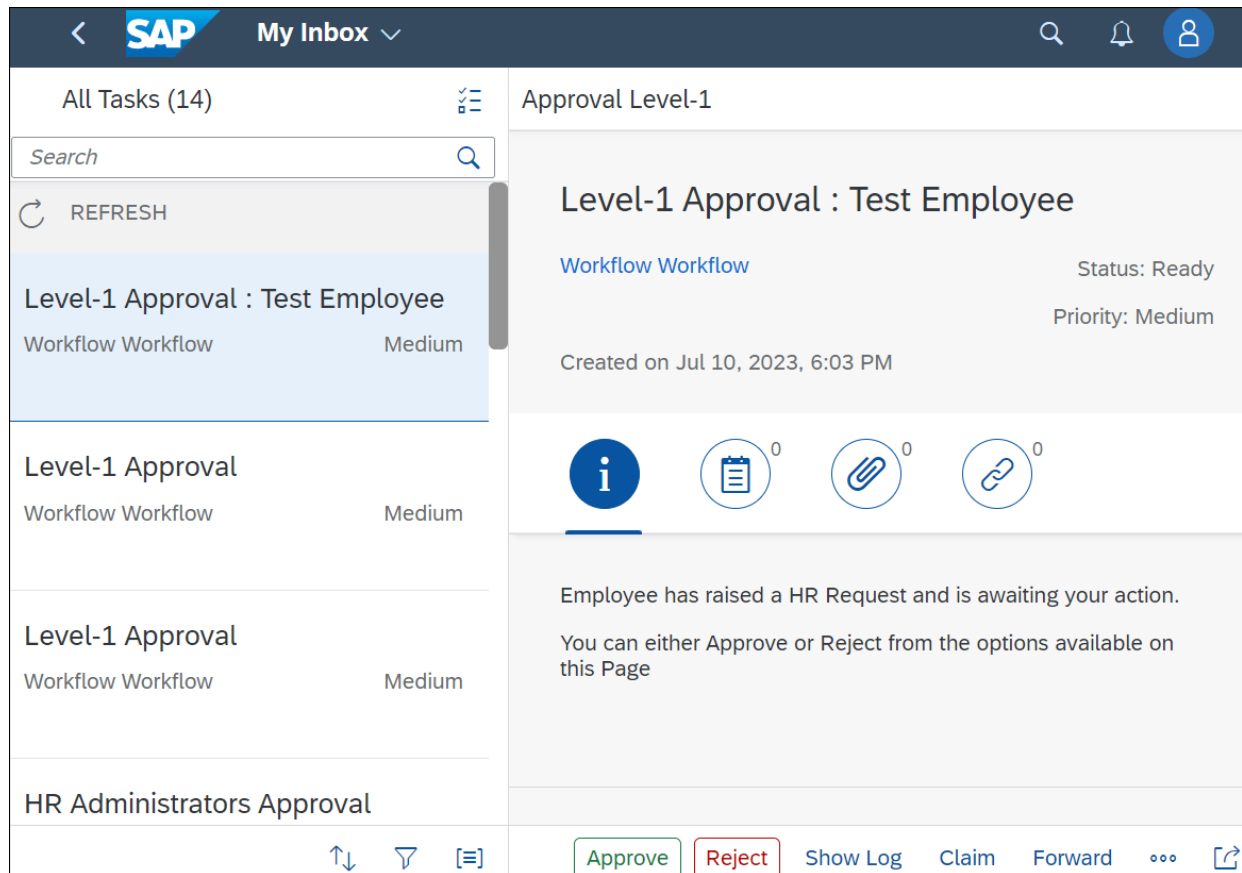 SAP My Inbox
All Tasks (14)
Search
REFRESH
Level-1 Approval : Test Employee
Workflow Workflow Medium
Level-1 Approval
Workflow Workflow Medium
Level-1 Approval
Workflow Workflow Medium
HR Administrators Approval
Approval Level-1
Level-1 Approval : Test Employee
Workflow Workflow
Status: Ready
Priority: Medium
Created on Jul 10, 2023, 6:03 PM
i 0 0 0
Employee has raised a HR Request and is awaiting your action.
You can either Approve or Reject from the options available on
this Page
Approve Reject Show Log Claim Forward